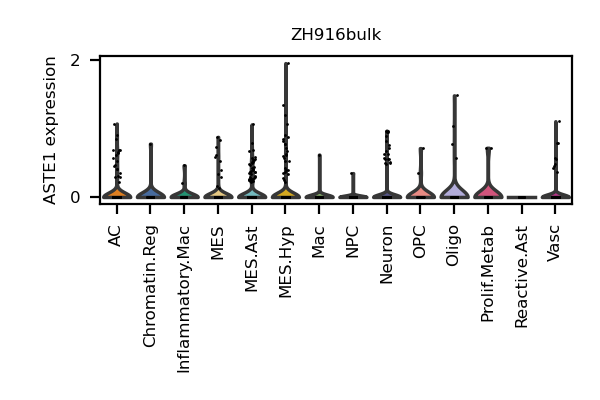 ZH916bulk
ASTE1 expression
2
0
AC
Chromatin.Reg
Inflammatory.Mac
MES
MES.Ast
MES.Hyp
Mac
NPC
Neuron
OPC
Oligo
Prolif.Metab
Reactive.Ast
Vasc